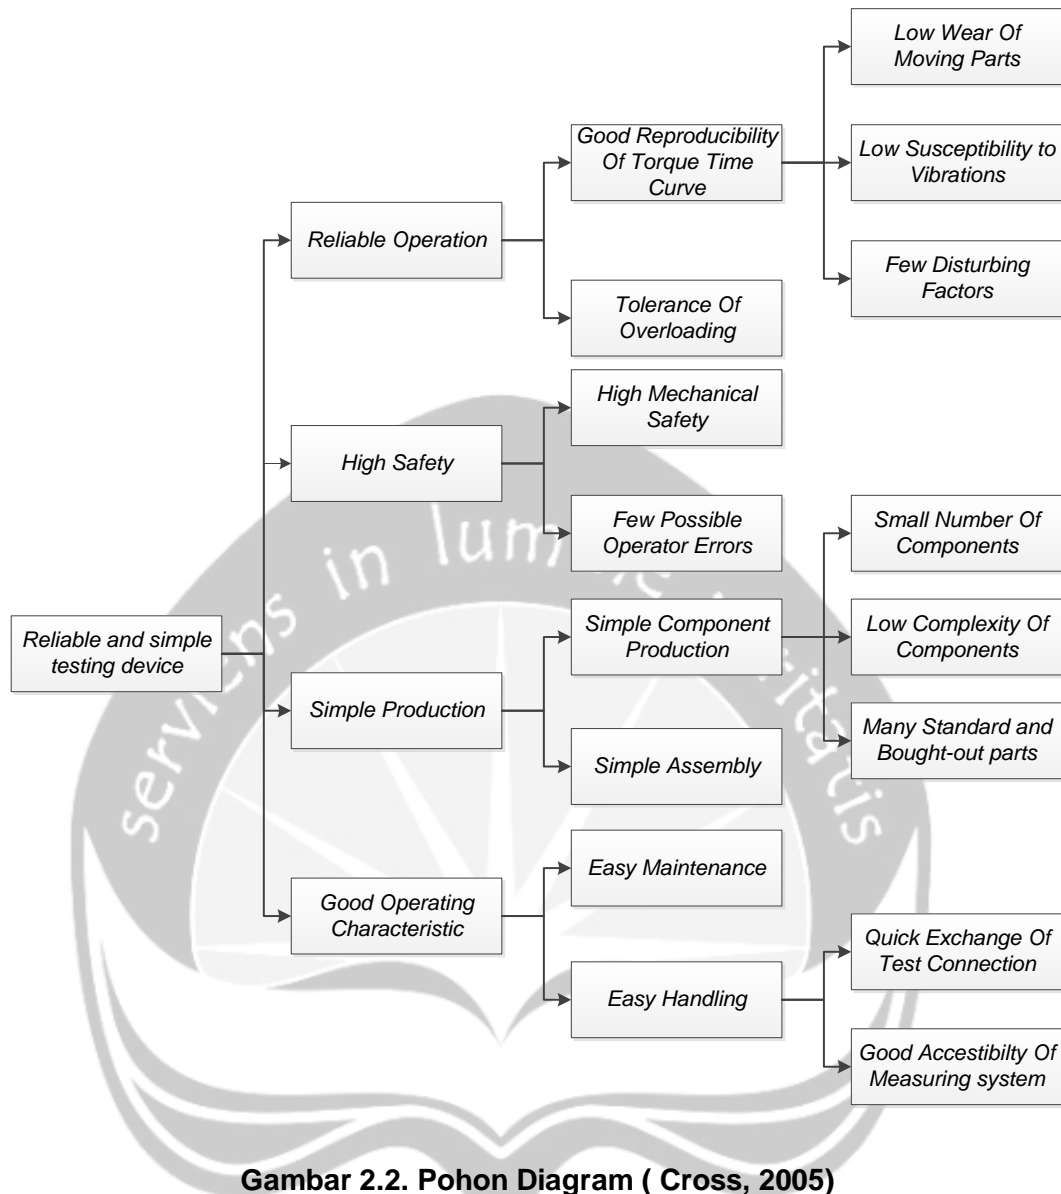 Low Wear Of
Moving Parts
Good Reproducibility
Of Torque Time
Curve
Low Susceptibility to
Vibrations
Reliable Operation
Few Disturbing
Factors
Tolerance Of
Overloading
High Mechanical
Safety
High Safety
Few Possible
Operator Errors
Small Number Of
Components
Reliable and simple
testing device
Simple Component
Production
Low Complexity Of
Components
Simple Production
Many Standard and
Bought-out parts
Simple Assembly
Easy Maintenance
Good Operating
Characteristic
Quick Exchange Of
Test Connection
Easy Handling
Good Accestibilty Of
Measuring system
serviens in lum
ritatis
Gambar 2.2. Pohon Diagram ( Cross, 2005)